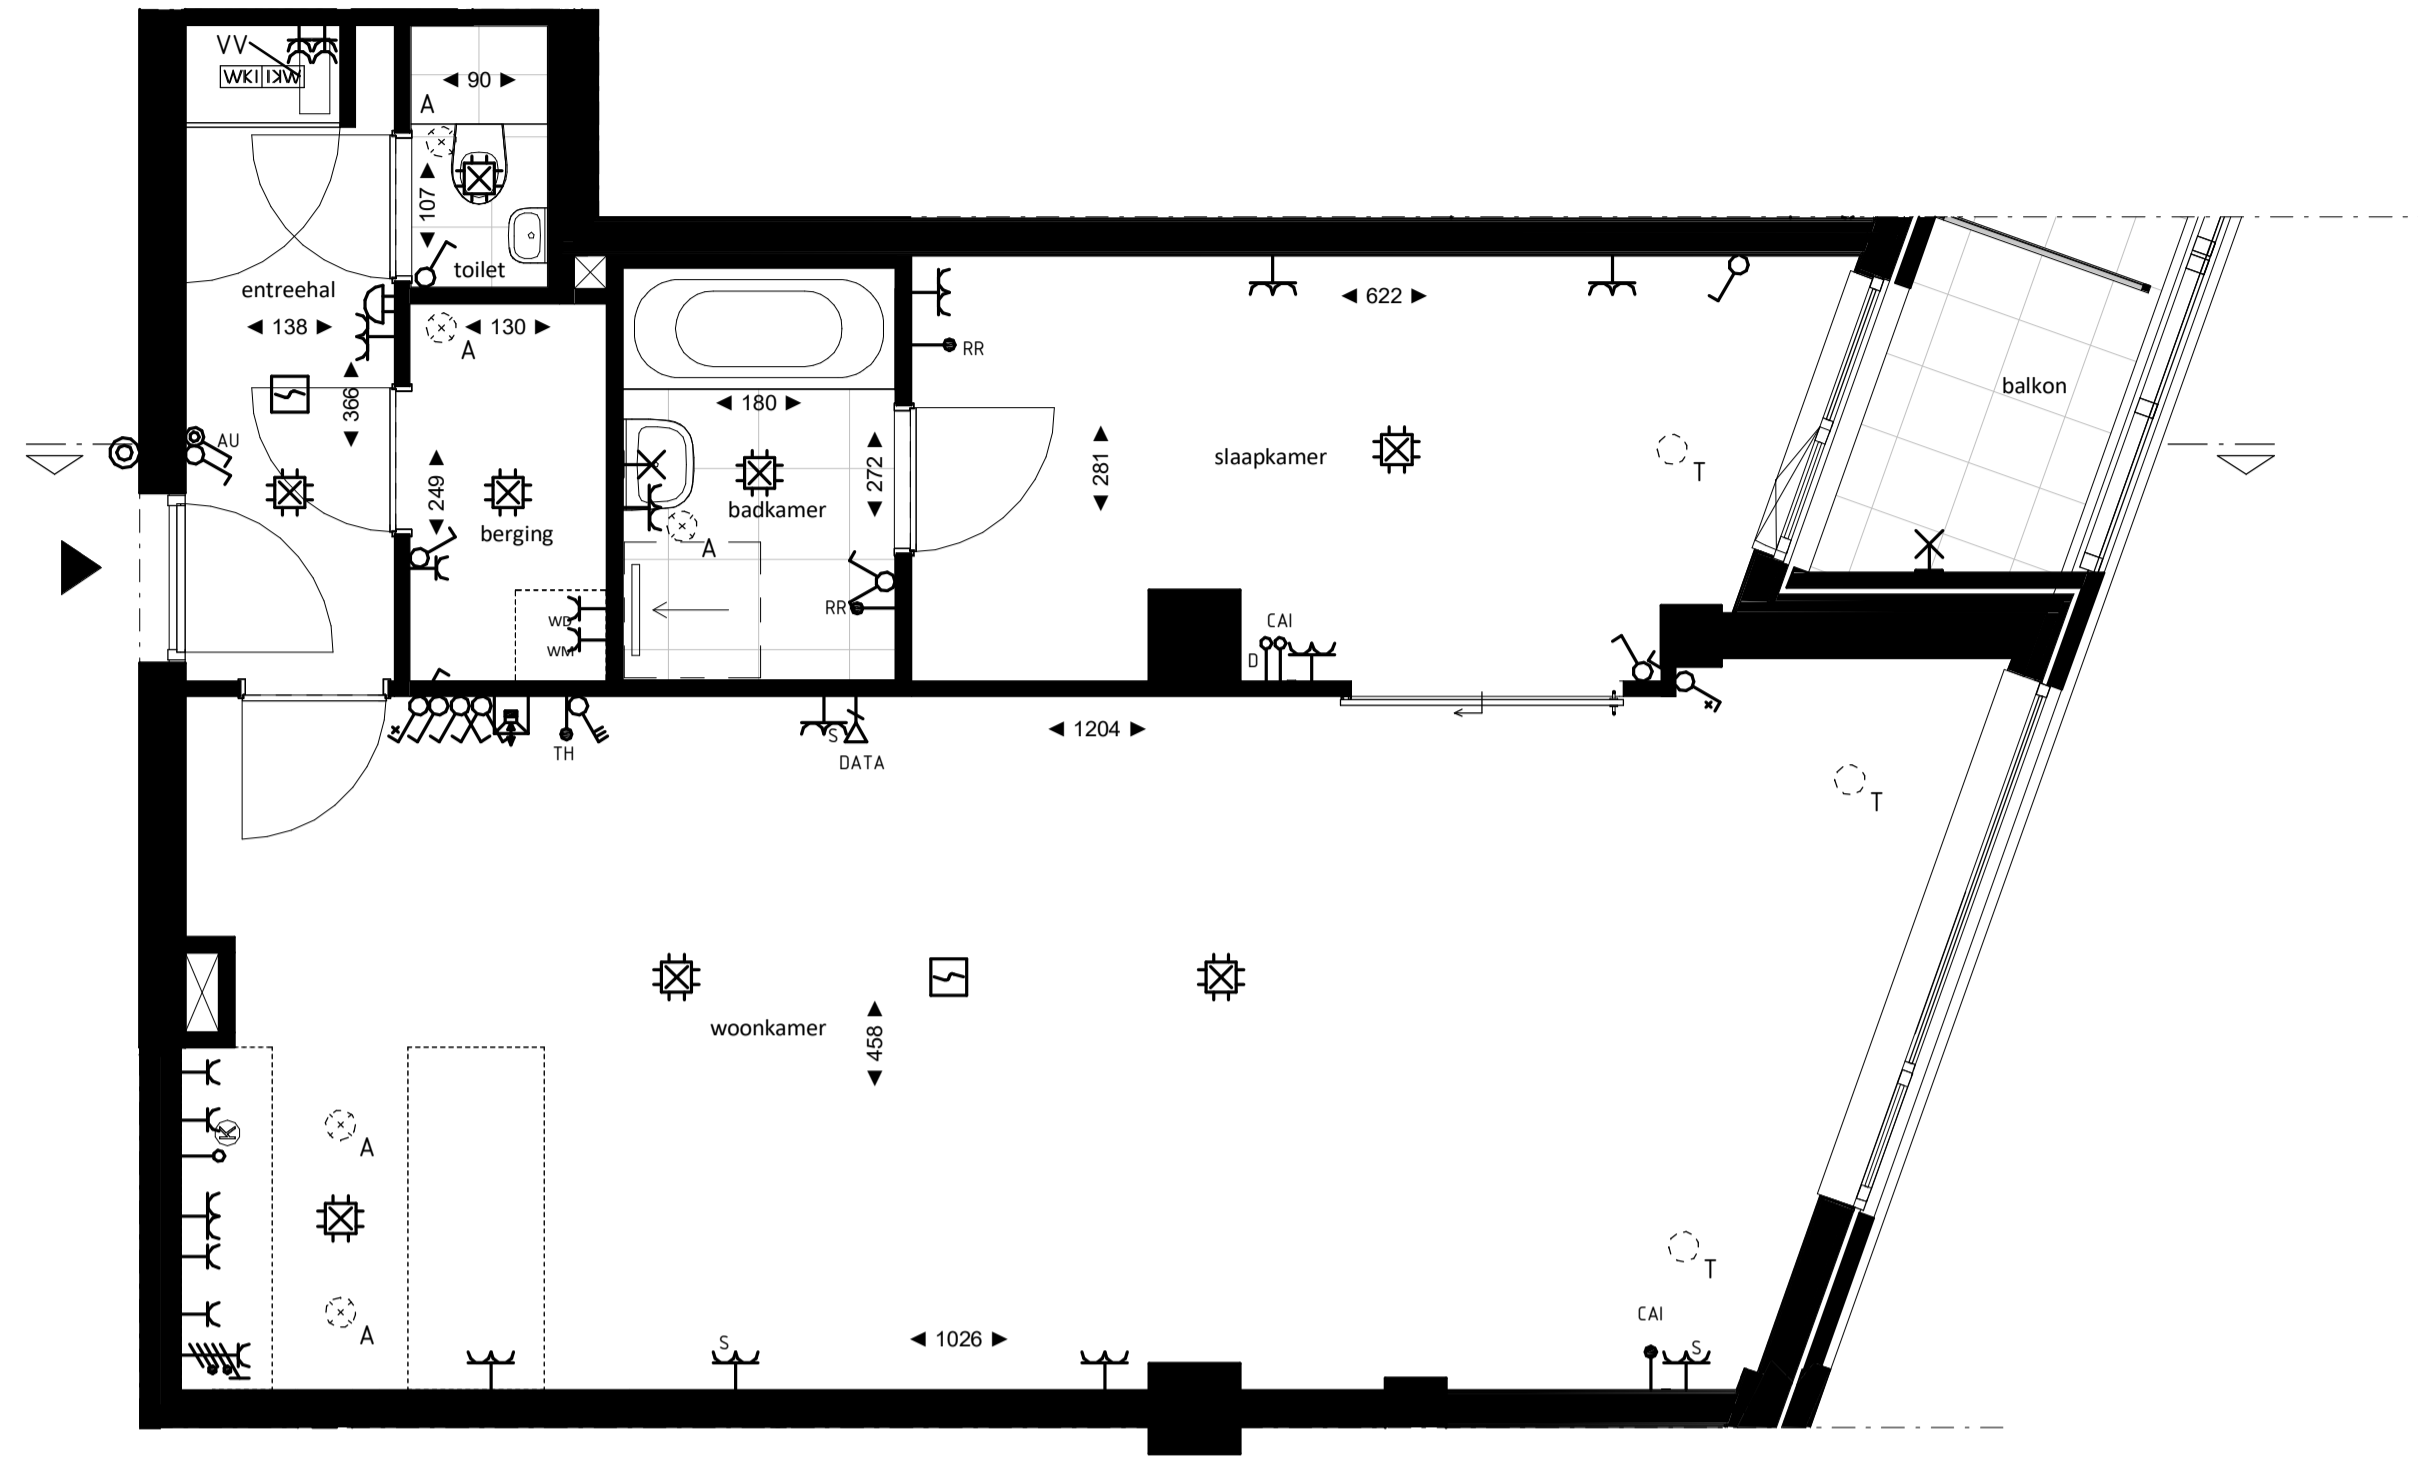 VV
WKI WKI
90
A
107
toilet
entreehal
138
130
A
366
AU
249
berging
WD
WM
180
272
badkamer
A
RR
RR
622
281
slaapkamer
T
balkon
CAI
D
TH
S
DATA
1204
T
woonkamer
458
K
A
A
T
S
1026
CAI
S